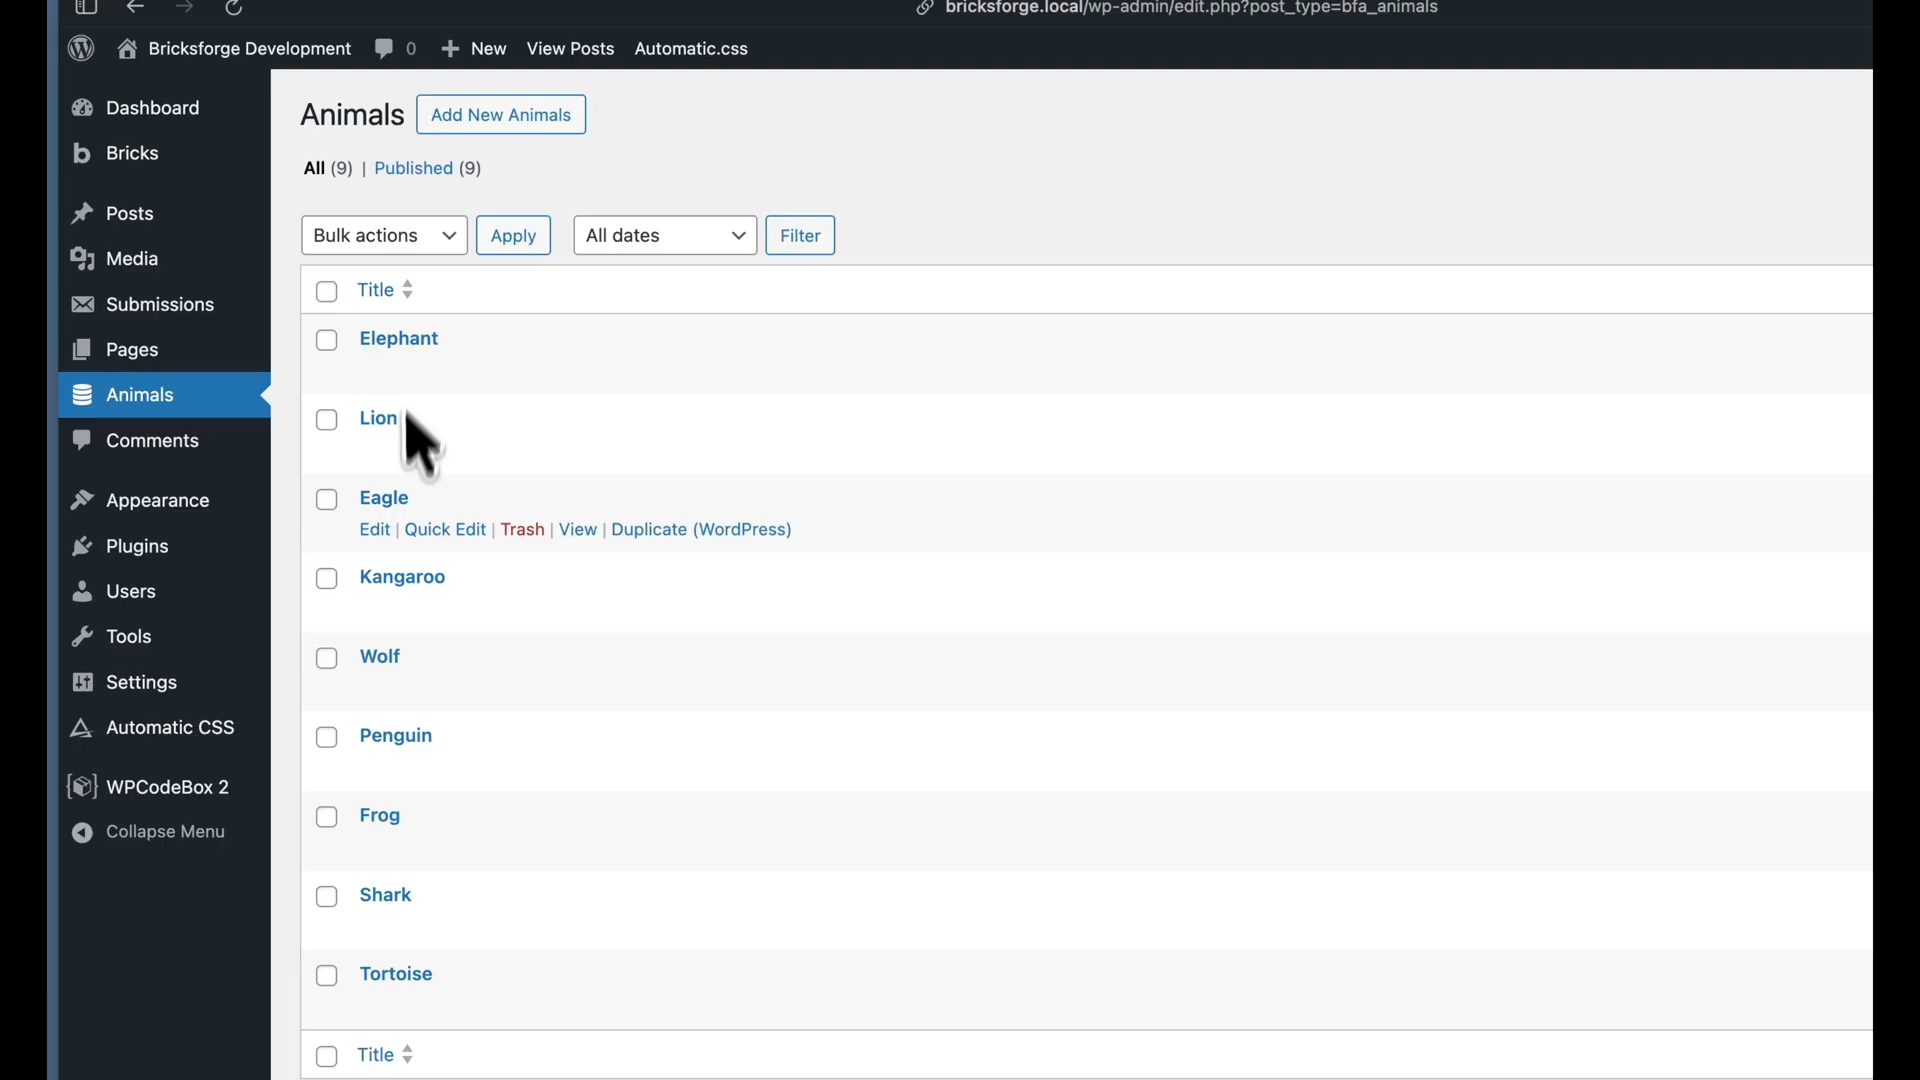 bricksforge.local/wp-admin/edit.php?post_type=bfa_animals
Bricksforge Development 0 New View Posts Automatic.css
Dashboard
Bricks
Posts
Media
Submissions
Pages
Animals
Comments
Appearance
Plugins
Users
Tools
Settings
Automatic CSS
WPCodeBox 2
Collapse Menu
Animals Add New Animals
All (9) | Published (9)
Bulk actions Apply All dates Filter
Title
Elephant
Lion
Eagle
Edit | Quick Edit | Trash | View | Duplicate (WordPress)
Kangaroo
Wolf
Penguin
Frog
Shark
Tortoise
Title